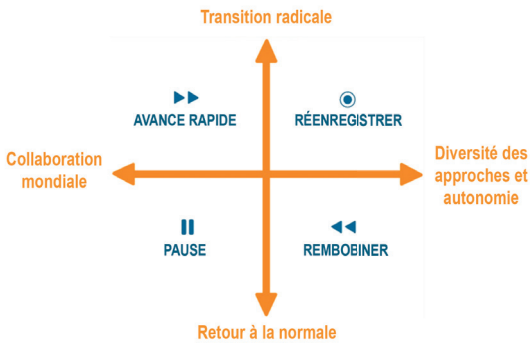 Transition radicale
AVANCE RAPIDE
RÉENREGISTRER
Collaboration
mondiale
Diversité des
approches et
autonomie
PAUSE
REMBOBINER
Retour à la normale